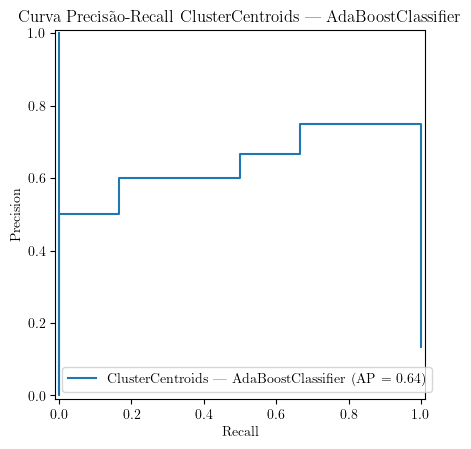 Curva Precisão-Recall ClusterCentroids — AdaBoostClassifier
1.0
0.8
0.6
0.4
0.2
0.0
Precision
ClusterCentroids — AdaBoostClassifier (AP = 0.64)
0.0 0.2 0.4 0.6 0.8 1.0
Recall